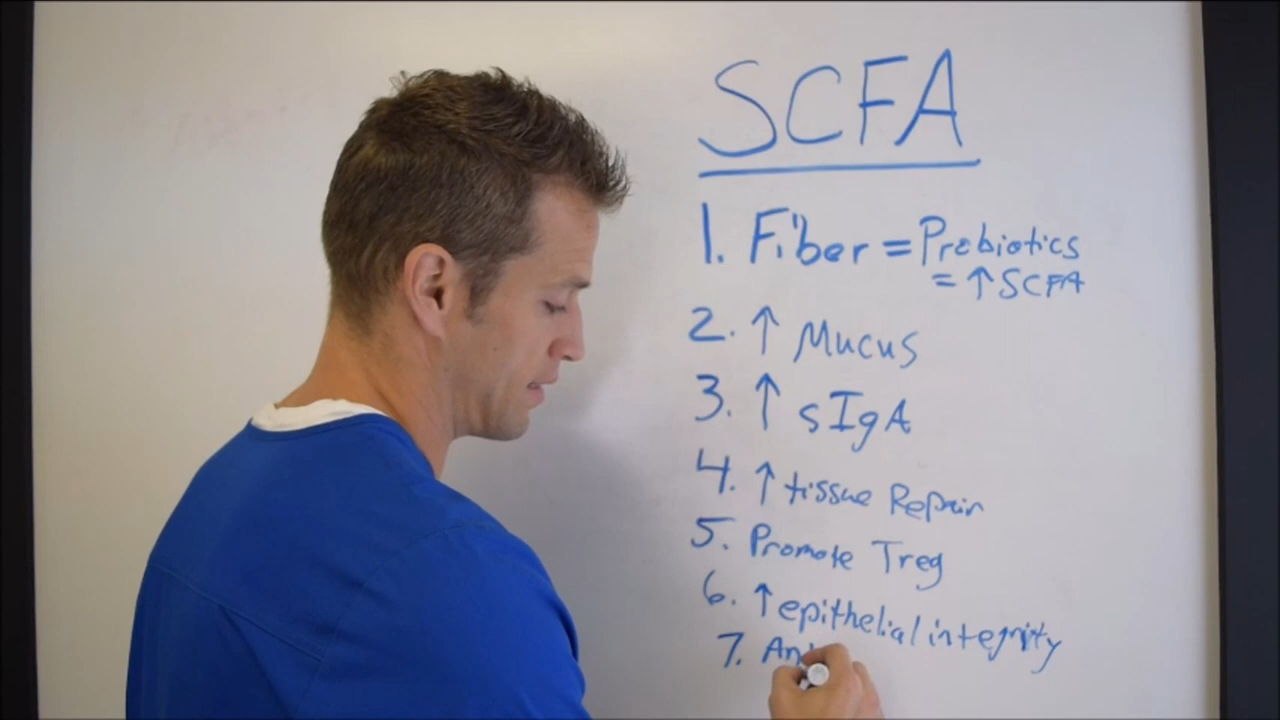 SCFA
1. Fiber = Prebiotics
= ↑ SCFA
2. ↑ Mucus
3. ↑ sIgA
4. ↑ tissue Repair
5. Promote Treg
6. ↑ epithelial integrity
7.